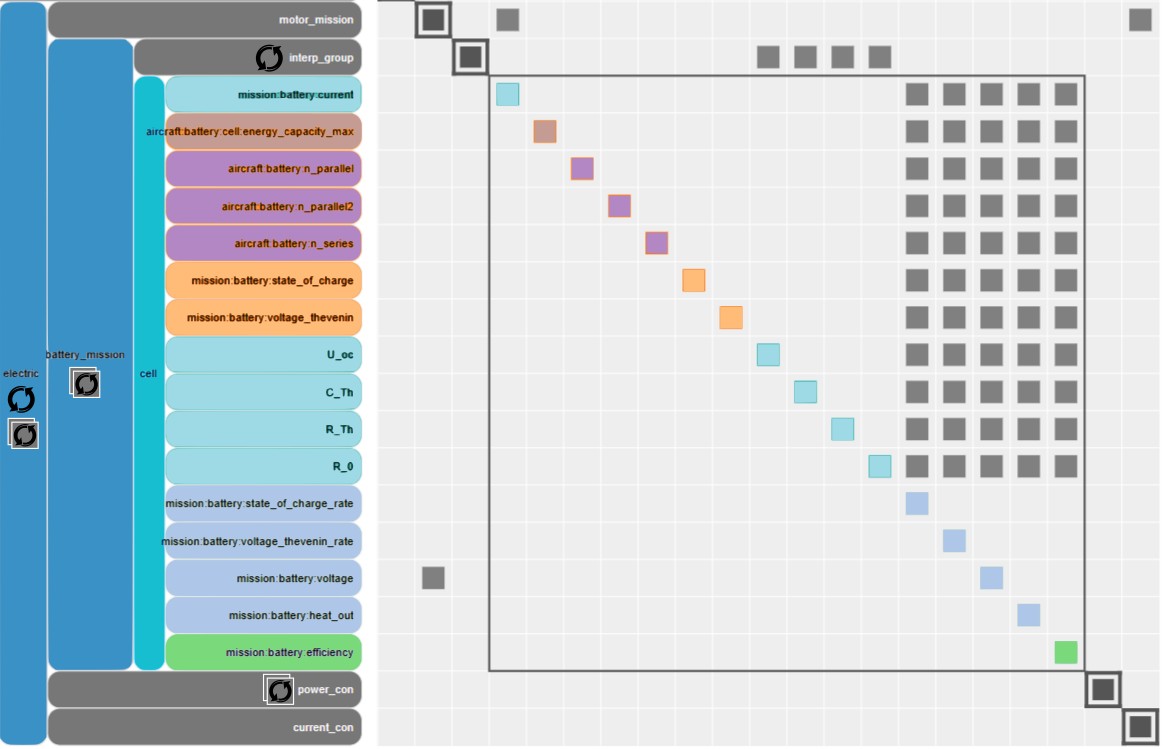 motor_mission
interp_group
mission:battery:current
aircraft:battery:cell:energy_capacity_max
aircraft:battery:n_parallel
aircraft:battery:n_parallel2
aircraft:battery:n_series
mission:battery:state_of_charge
mission:battery:voltage_thevenin
battery_mission
U_oc
electric
cell
C_Th
R_Th
R_0
mission:battery:state_of_charge_rate
mission:battery:voltage_thevenin_rate
mission:battery:voltage
mission:battery:heat_out
mission:battery:efficiency
power_con
current_con